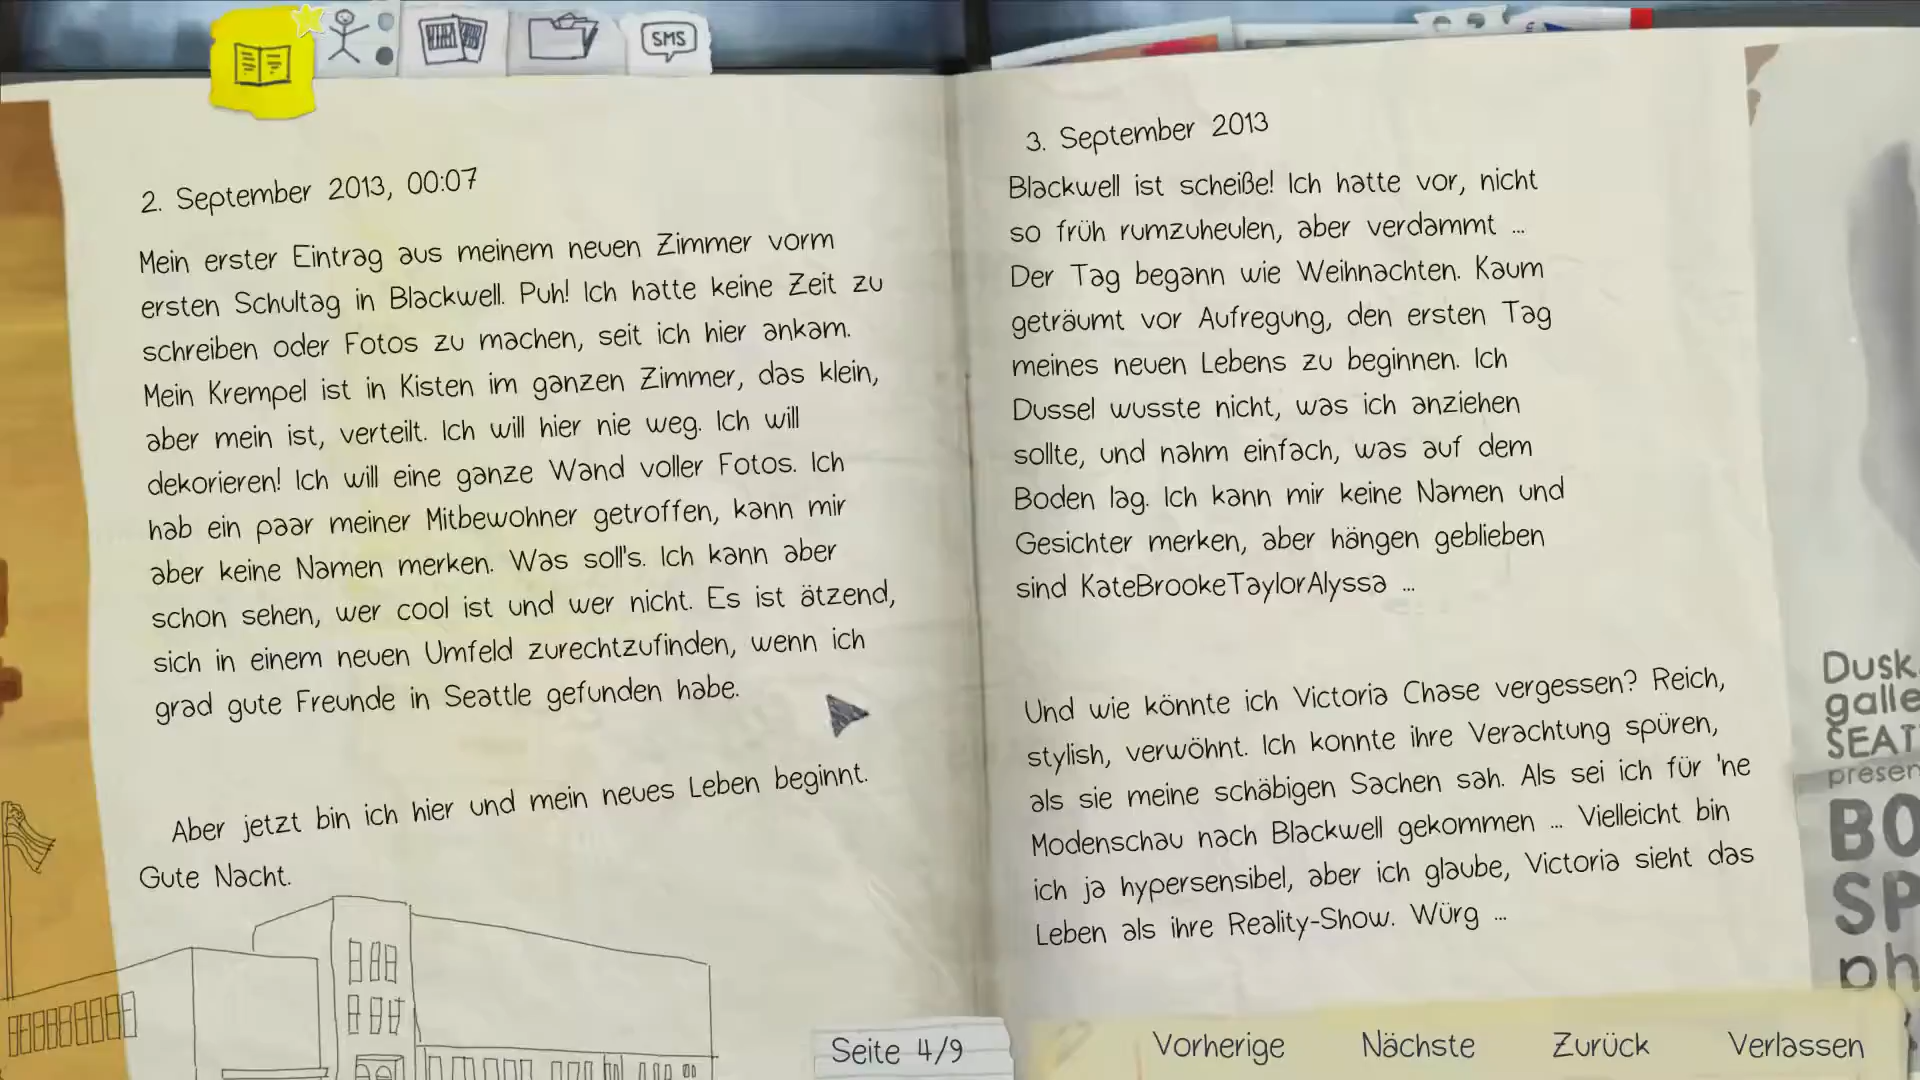 SMS
2. September 2013, 00:07
Mein erster Eintrag aus meinem neuen Zimmer vorm
ersten Schultag in Blackwell. Puh! Ich hatte keine Zeit zu
schreiben oder Fotos zu machen, seit ich hier ankam.
Mein Krempel ist in Kisten im ganzen Zimmer, das klein,
aber mein ist, verteilt. Ich will hier nie weg. Ich will
dekorieren! Ich will eine ganze Wand voller Fotos. Ich
hab ein paar meiner Mitbewohner getroffen, kann mir
aber keine Namen merken. Was soll's. Ich kann aber
schon sehen, wer cool ist und wer nicht. Es ist ätzend,
sich in einem neuen Umfeld zurechtzufinden, wenn ich
grad gute Freunde in Seattle gefunden habe.
Aber jetzt bin ich hier und mein neues Leben beginnt.
Gute Nacht.
3. September 2013
Blackwell ist scheiße! Ich hatte vor, nicht
so früh rumzuheulen, aber verdammt ...
Der Tag begann wie Weihnachten. Kaum
geträumt vor Aufregung, den ersten Tag
meines neuen Lebens zu beginnen. Ich
Dussel wusste nicht, was ich anziehen
sollte, und nahm einfach, was auf dem
Boden lag. Ich kann mir keine Namen und
Gesichter merken, aber hängen geblieben
sind KateBrookeTaylorAlyssa ...
Und wie könnte ich Victoria Chase vergessen? Reich,
stylish, verwöhnt. Ich konnte ihre Verachtung spüren,
als sie meine schäbigen Sachen sah. Als sei ich für 'ne
Modenschau nach Blackwell gekommen ... Vielleicht bin
ich ja hypersensibel, aber ich glaube, Victoria sieht das
Leben als ihre Reality-Show. Würg ...
Dusk
galle
SEAT
presen
BO
SP
ph
Seite 4/9
Vorherige
Nächste
Zurück
Verlassen